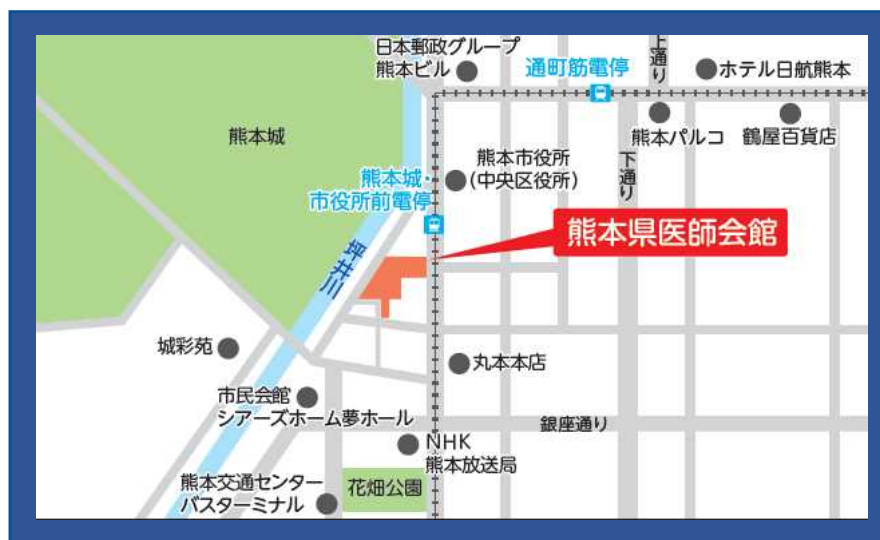 日本郵政グループ
熊本ビル
通町筋電停
上通り
ホテル日航熊本
熊本城
熊本市役所
(中央区役所)
熊本パルコ
鶴屋百貨店
下通り
熊本城・
市役所前電停
熊本県医師会館
坪井川
城彩苑
丸本本店
市民会館
シアーズホーム夢ホール
銀座通り
NHK
熊本放送局
熊本交通センター
バスターミナル
花畑公園